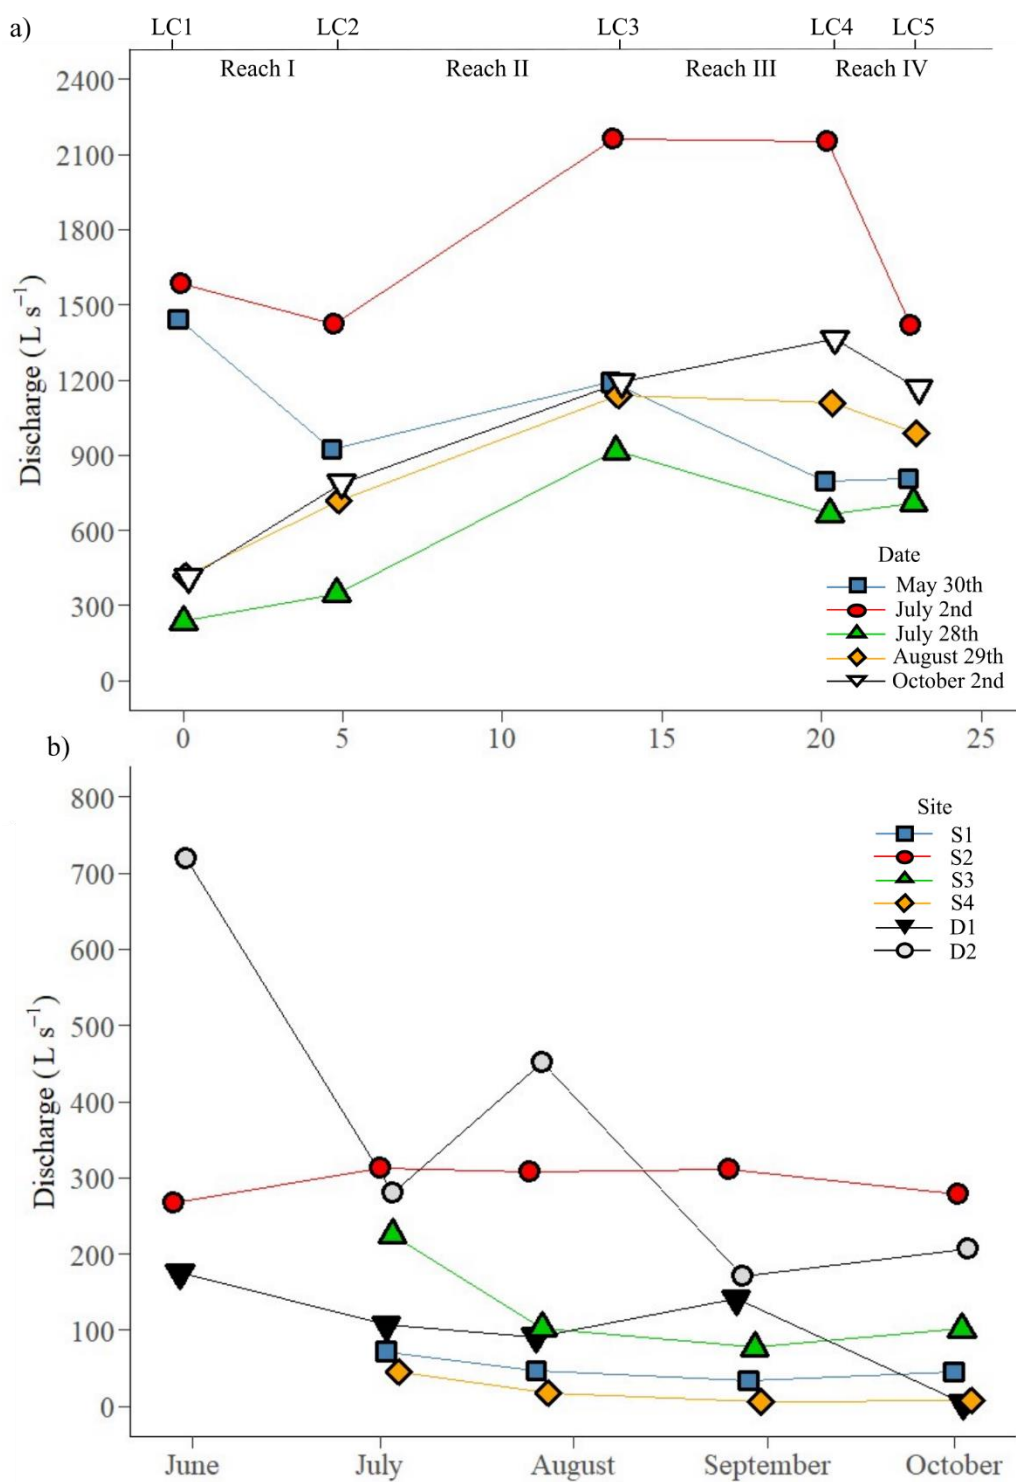 a)
LC1 LC2 LC3 LC4 LC5
Reach I Reach II Reach III Reach IV
2400
2100
1800
1500
1200
900
600
300
0
Discharge ( L s⁻¹)
Date
May 30th
July 2nd
July 28th
August 29th
October 2nd
0 5 10 15 20 25
b)
800
700
600
500
400
300
200
100
0
Discharge ( L s⁻¹)
Site
S1
S2
S3
S4
D1
D2
June July August September October